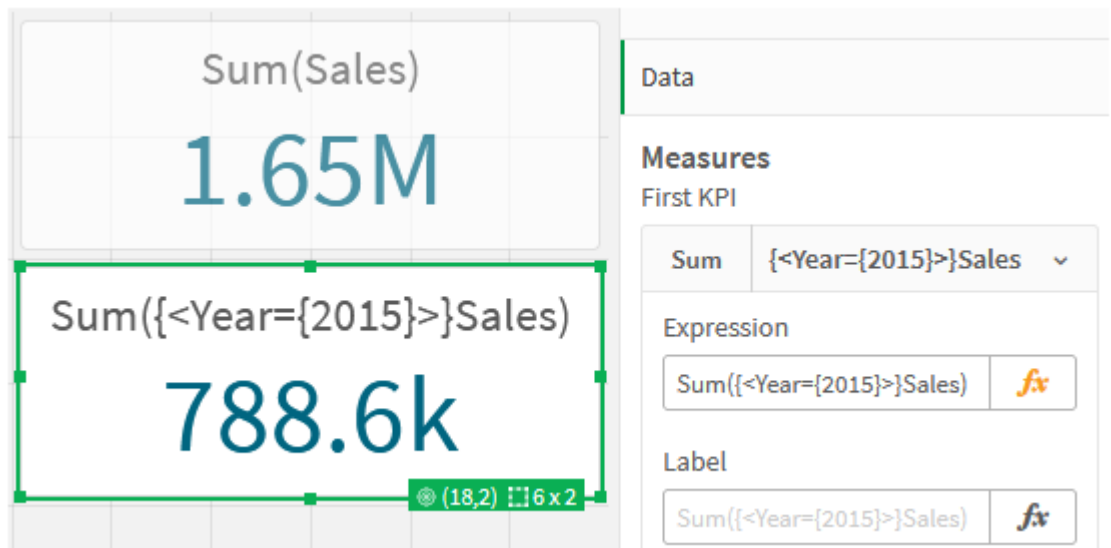 Sum(Sales)
1.65M
Sum({<Year={2015}>}Sales)
788.6k
(18,2) 6 x 2
Data
Measures
First KPI
Sum {<Year={2015}>}Sales
Expression
Sum({<Year={2015}>}Sales) fx
Label
Sum({<Year={2015}>}Sales) fx